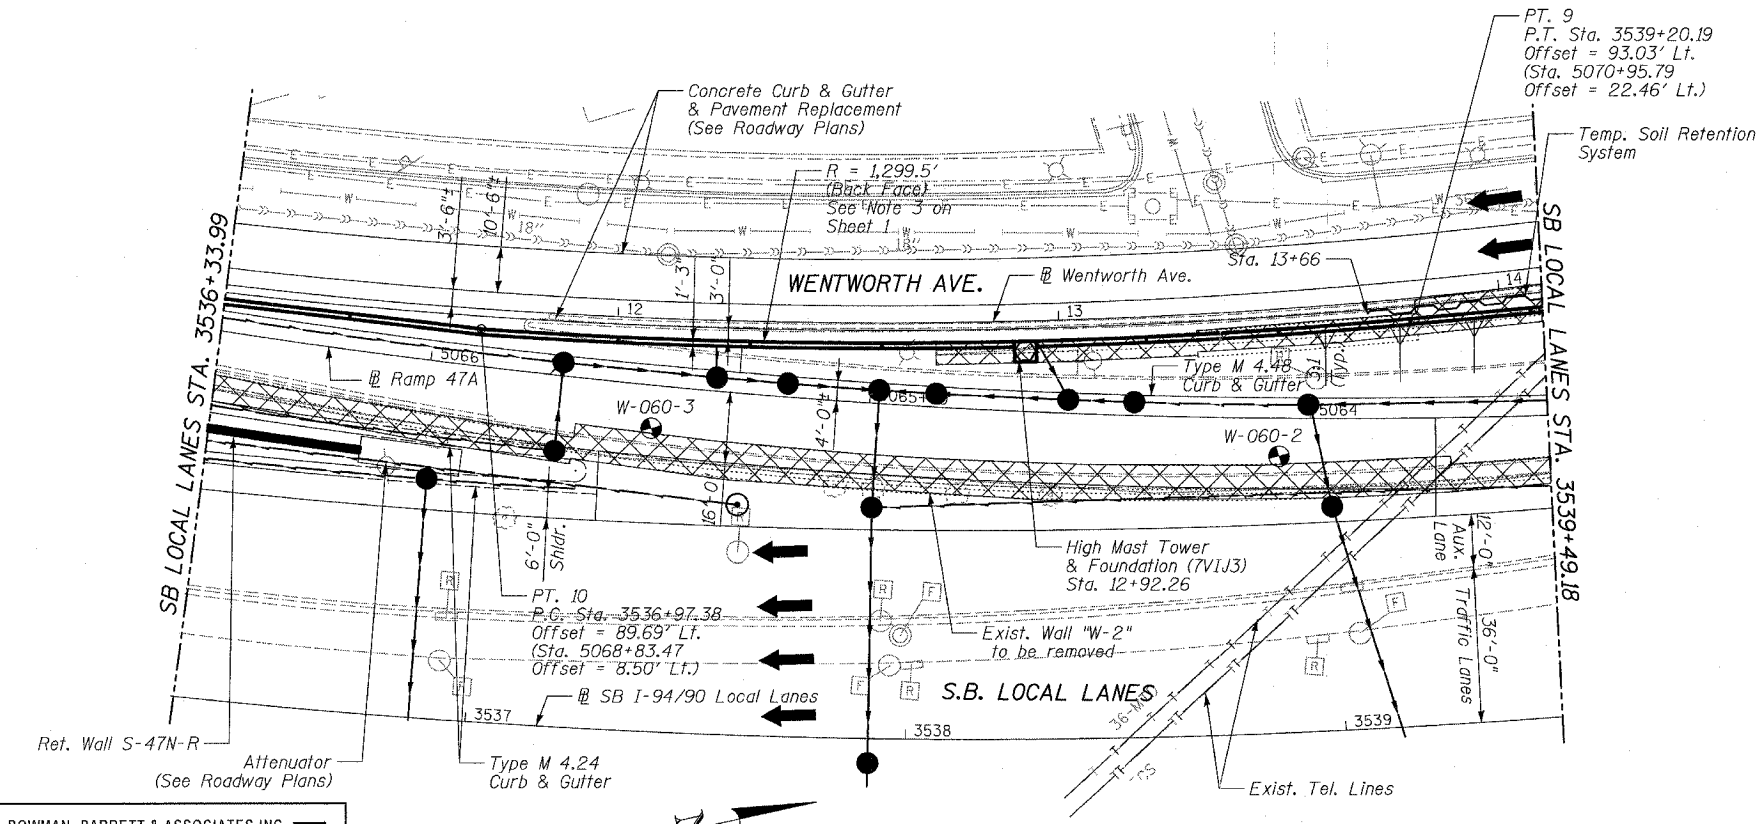 PT. 9
P.T. Sta. 3539+20.19
Offset = 93.03' Lt.
(Sta. 5070+95.79
Offset = 22.46' Lt.)
Concrete Curb & Gutter
& Pavement Replacement
(See Roadway Plans)
Temp. Soil Retention
System
R = 1,299.5'
(Back Face)
See Note 3 on
Sheet 1
3'-6"±
10'-6"±
18"
18"
1'-3"
3'-0"
WENTWORTH AVE.
℄ Wentworth Ave.
Sta. 13+66
12
13
14
SB LOCAL LANES STA. 3536+33.99
SB LOCAL LANES STA. 3539+49.18
5066
℄ Ramp 47A
Type M 4.48
Curb & Gutter
3:1
(Typ.)
5064
W-060-3
W-060-2
4'-0"±
16'-0"
6'-0"
Shldr.
12'-0"
Aux.
Lane
36'-0"
Traffic Lanes
High Mast Tower
& Foundation (7VIJ3)
Sta. 12+92.26
PT. 10
P.C. Sta. 3536+97.38
Offset = 89.69' Lt.
(Sta. 5068+83.47
Offset = 8.50' Lt.)
Exist. Wall "W-2"
to be removed
R
R
F
F
R
F
F
R
S.B. LOCAL LANES
℄ SB I-94/90 Local Lanes
3537
3538
3539
Ret. Wall S-47N-R
Attenuator
(See Roadway Plans)
Type M 4.24
Curb & Gutter
Exist. Tel. Lines
BOWMAN, BARRETT & ASSOCIATES INC.